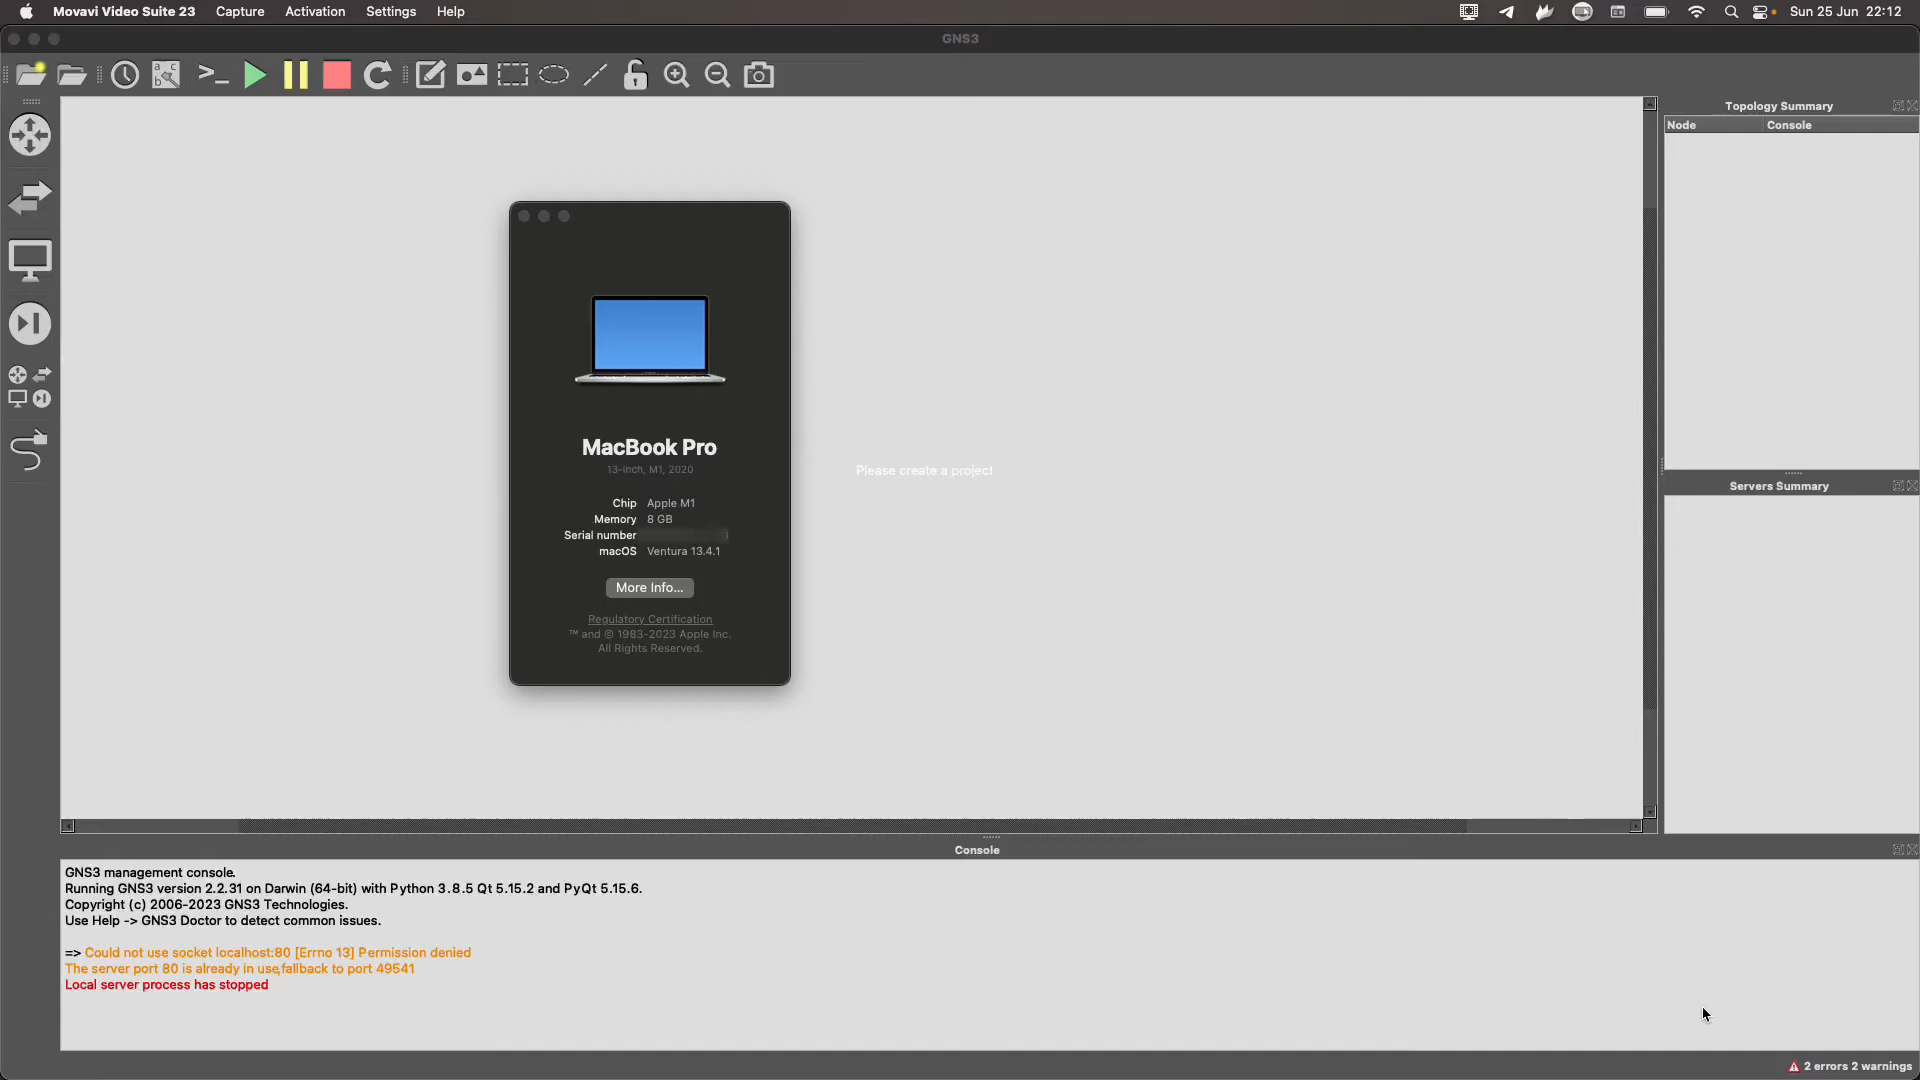 Movavi Video Suite 23 Capture Activation Settings Help
Sun 25 Jun 22:12
GNS3
Topology Summary
Node Console
MacBook Pro
13-inch, M1, 2020
Chip Apple M1
Memory 8 GB
Serial number
macOS Ventura 13.4.1
More Info...
Regulatory Certification
™ and © 1983-2023 Apple Inc.
All Rights Reserved.
Please create a project
Servers Summary
Console
GNS3 management console.
Running GNS3 version 2.2.31 on Darwin (64-bit) with Python 3.8.5 Qt 5.15.2 and PyQt 5.15.6.
Copyright (c) 2006-2023 GNS3 Technologies.
Use Help -> GNS3 Doctor to detect common issues.
=> Could not use socket localhost:80 [Errno 13] Permission denied
The server port 80 is already in use,fallback to port 49541
Local server process has stopped
2 errors 2 warnings